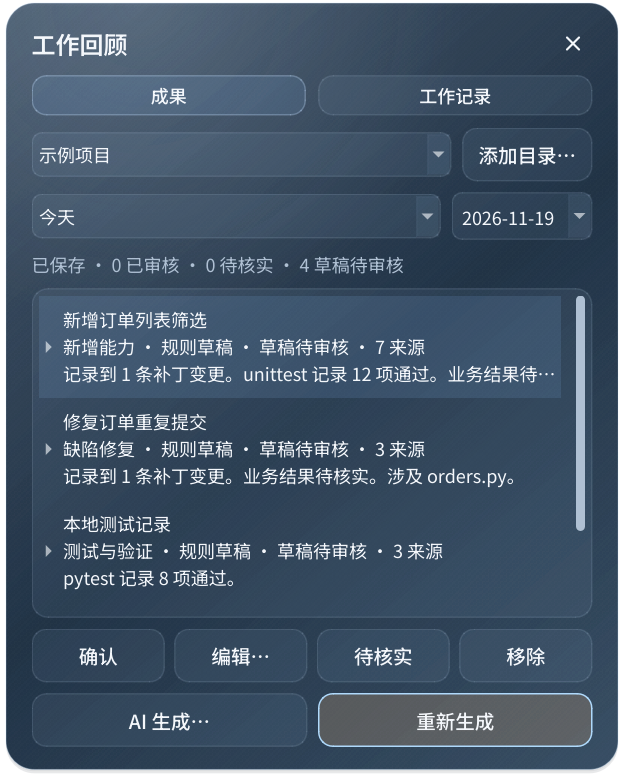 工作回顾
成果
工作记录
示例项目
添加目录…
今天
2026-11-19
已保存 · 0 已审核 · 0 待核实 · 4 草稿待审核
新增订单列表筛选
新增能力 · 规则草稿 · 草稿待审核 · 7 来源
记录到 1 条补丁变更。unittest 记录 12 项通过。业务结果待…
修复订单重复提交
缺陷修复 · 规则草稿 · 草稿待审核 · 3 来源
记录到 1 条补丁变更。业务结果待核实。涉及 orders.py。
本地测试记录
测试与验证 · 规则草稿 · 草稿待审核 · 3 来源
pytest 记录 8 项通过。
确认
编辑…
待核实
移除
AI 生成…
重新生成